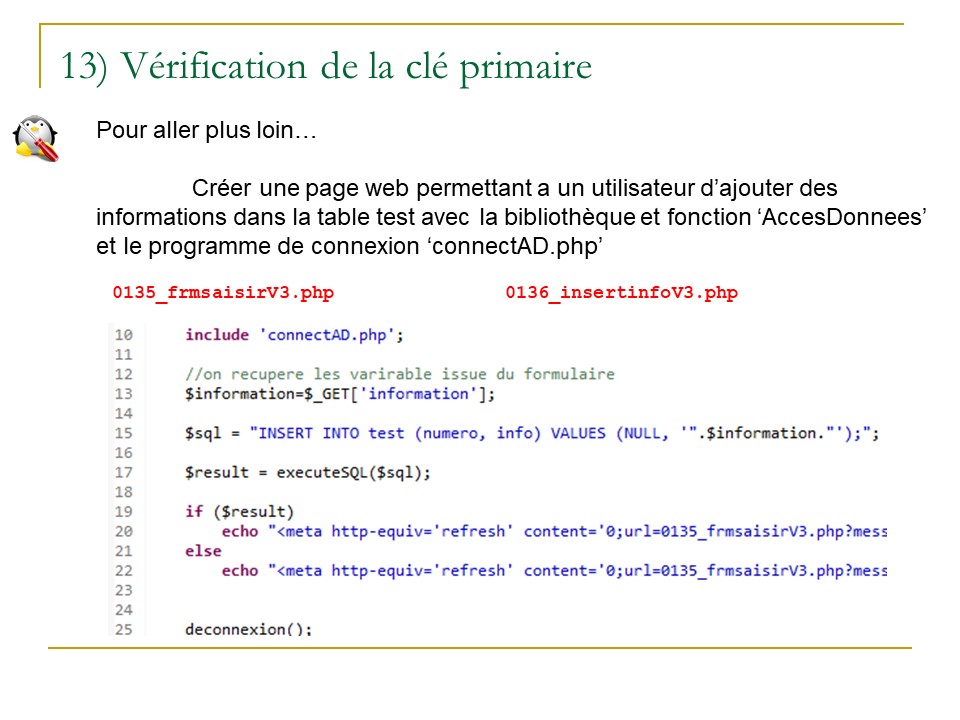 13) Vérification de la clé primaire
Pour aller plus loin…
Créer une page web permettant a un utilisateur d’ajouter des
informations dans la table test avec la bibliothèque et fonction ‘AccesDonnees’
et le programme de connexion ‘connectAD.php’
0135_frmsaisirV3.php 0136_insertinfoV3.php
10 include 'connectAD.php';
11
12 //on recupere les varirable issue du formulaire
13 $information=$_GET['information'];
14
15 $sql = "INSERT INTO test (numero, info) VALUES (NULL, '".$information."');";
16
17 $result = executeSQL($sql);
18
19 if ($result)
20 echo "<meta http-equiv='refresh' content='0;url=0135_frmsaisirV3.php?mess
21 else
22 echo "<meta http-equiv='refresh' content='0;url=0135_frmsaisirV3.php?mess
23
24
25 deconnexion();